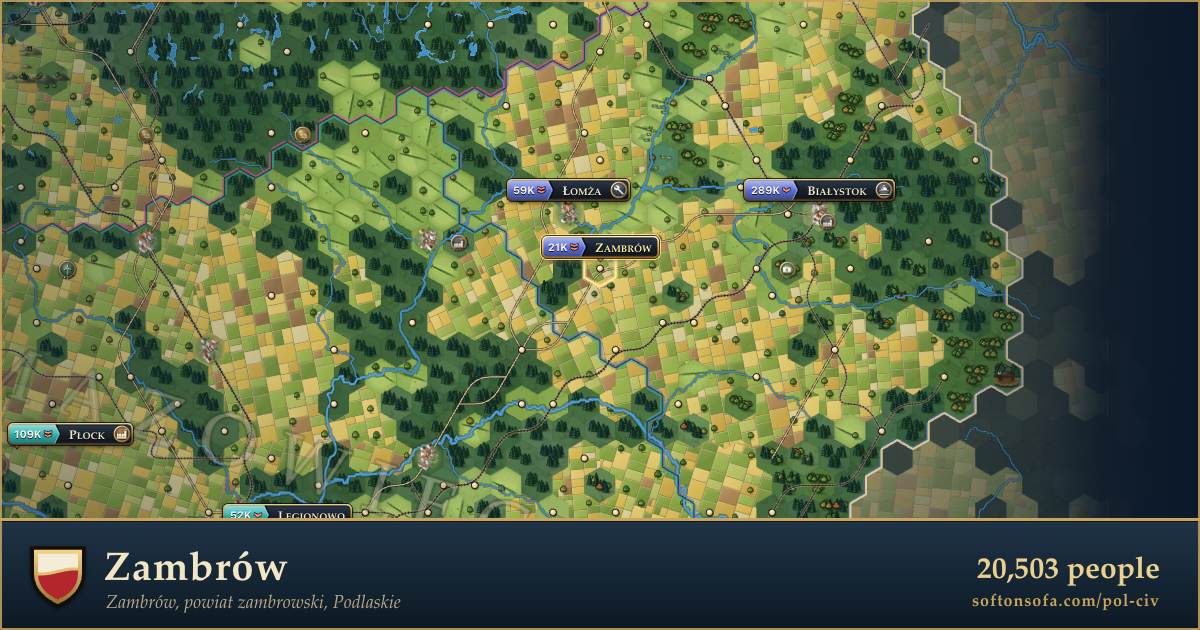 59K ŁOMŻA
289K BIAŁYSTOK
21K ZAMBRÓW
109K PŁOCK
MAZOWIEC
52K LEGIONOWO
Zambrów
20,503 people
Zambrów, powiat zambrowski, Podlaskie
softonsofa.com/pol-civ